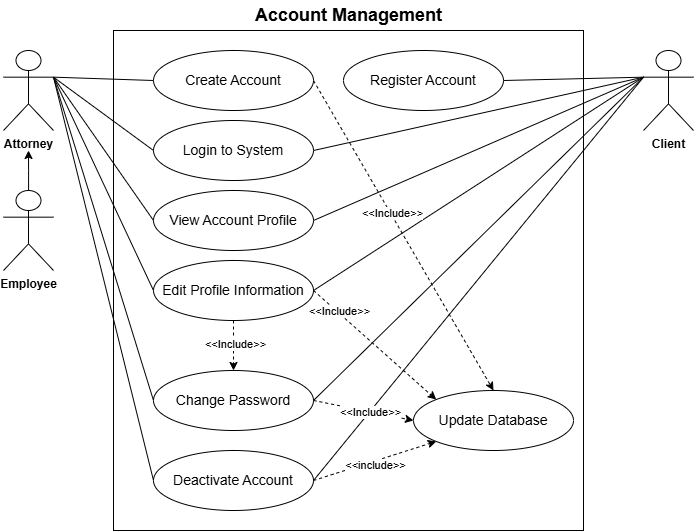 Account Management
Create Account
Register Account
Attorney
Login to System
Client
View Account Profile
<<Include>>
Employee
Edit Profile Information
<<Include>>
<<Include>>
Change Password
<<Include>>
Update Database
<<include>>
Deactivate Account